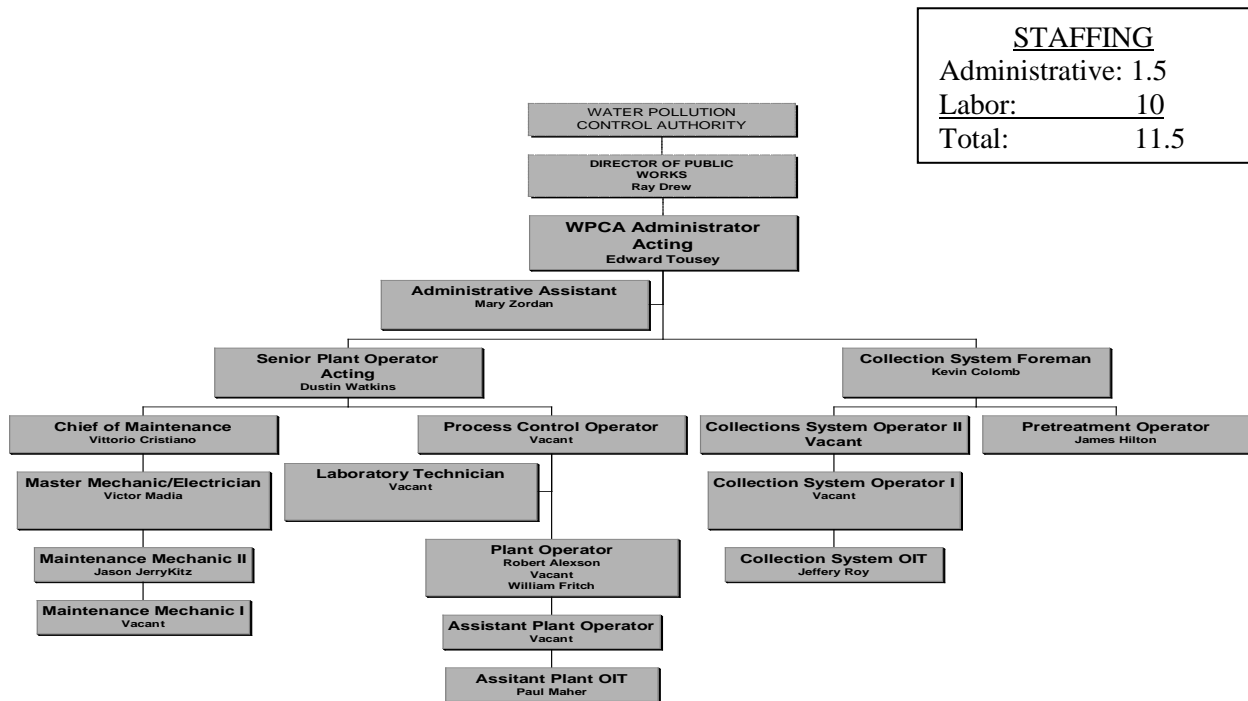 STAFFING
Administrative: 1.5
Labor: 10
Total: 11.5
WATER POLLUTION
CONTROL AUTHORITY
DIRECTOR OF PUBLIC
WORKS
Ray Drew
WPCA Administrator
Acting
Edward Tousey
Administrative Assistant
Mary Zordan
Senior Plant Operator
Acting
Dustin Watkins
Collection System Foreman
Kevin Colomb
Chief of Maintenance
Vittorio Cristiano
Process Control Operator
Vacant
Collections System Operator II
Vacant
Pretreatment Operator
James Hilton
Master Mechanic/Electrician
Victor Madia
Laboratory Technician
Vacant
Collection System Operator I
Vacant
Maintenance Mechanic II
Jason JerryKitz
Plant Operator
Robert Alexson
Vacant
William Fritch
Collection System OIT
Jeffery Roy
Maintenance Mechanic I
Vacant
Assistant Plant Operator
Vacant
Assitant Plant OIT
Paul Maher